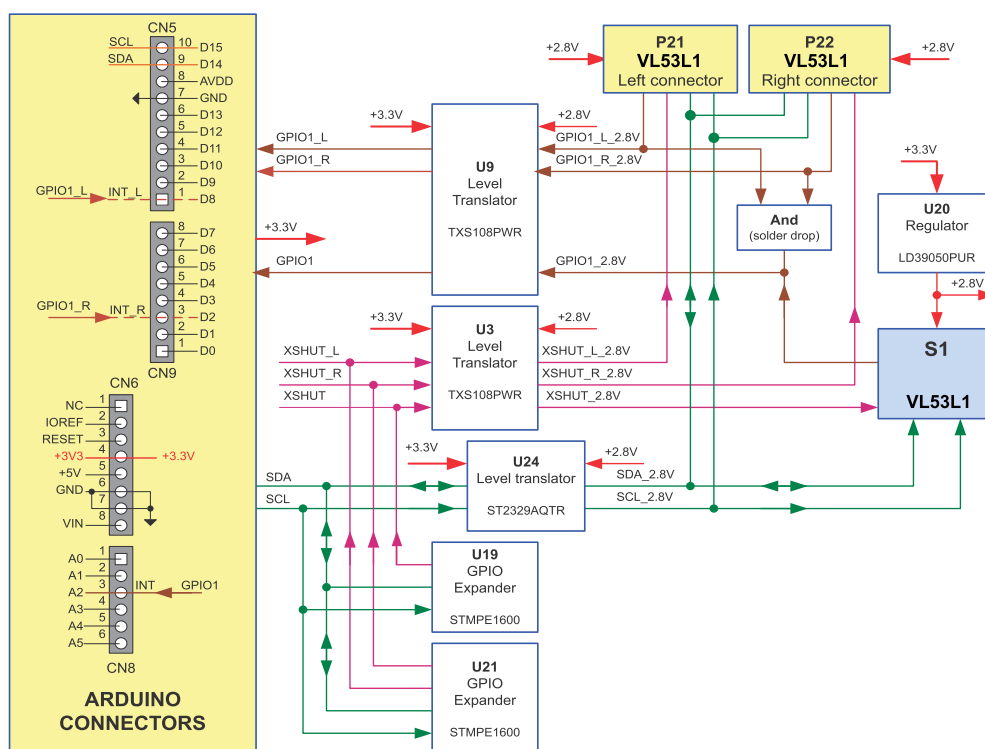 CN5
SCL 10 D15
SDA 9 D14
8 AVDD
7 GND
6 D13
5 D12
4 D11
3 D10
2 D9
GPIO1_L INT_L 1 D8
8 D7
7 D6
6 D5
5 D4
4 D3
GPIO1_R INT_R 3 D2
2 D1
1 D0
CN9
CN6
NC 1
IOREF 2
RESET 3
+3V3 4 +3.3V
+5V 5
GND 6
7
VIN 8
A0 1
A1 2
A2 3 INT GPIO1
A3 4
A4 5
A5 6
CN8
ARDUINO
CONNECTORS
GPIO1_L
GPIO1_R
+3.3V
GPIO1
+3.3V
U9
Level
Translator
TXS108PWR
+2.8V
GPIO1_L_2.8V
GPIO1_R_2.8V
GPIO1_2.8V
+2.8V
P21
VL53L1
Left connector
P22
VL53L1
Right connector
+2.8V
And
(solder drop)
+3.3V
U20
Regulator
LD39050PUR
+2.8V
S1
VL53L1
+3.3V
XSHUT_L
XSHUT_R
XSHUT
U3
Level
Translator
TXS108PWR
+2.8V
XSHUT_L_2.8V
XSHUT_R_2.8V
XSHUT_2.8V
+3.3V
SDA
SCL
U24
Level translator
ST2329AQTR
+2.8V
SDA_2.8V
SCL_2.8V
U19
GPIO
Expander
STMPE1600
U21
GPIO
Expander
STMPE1600